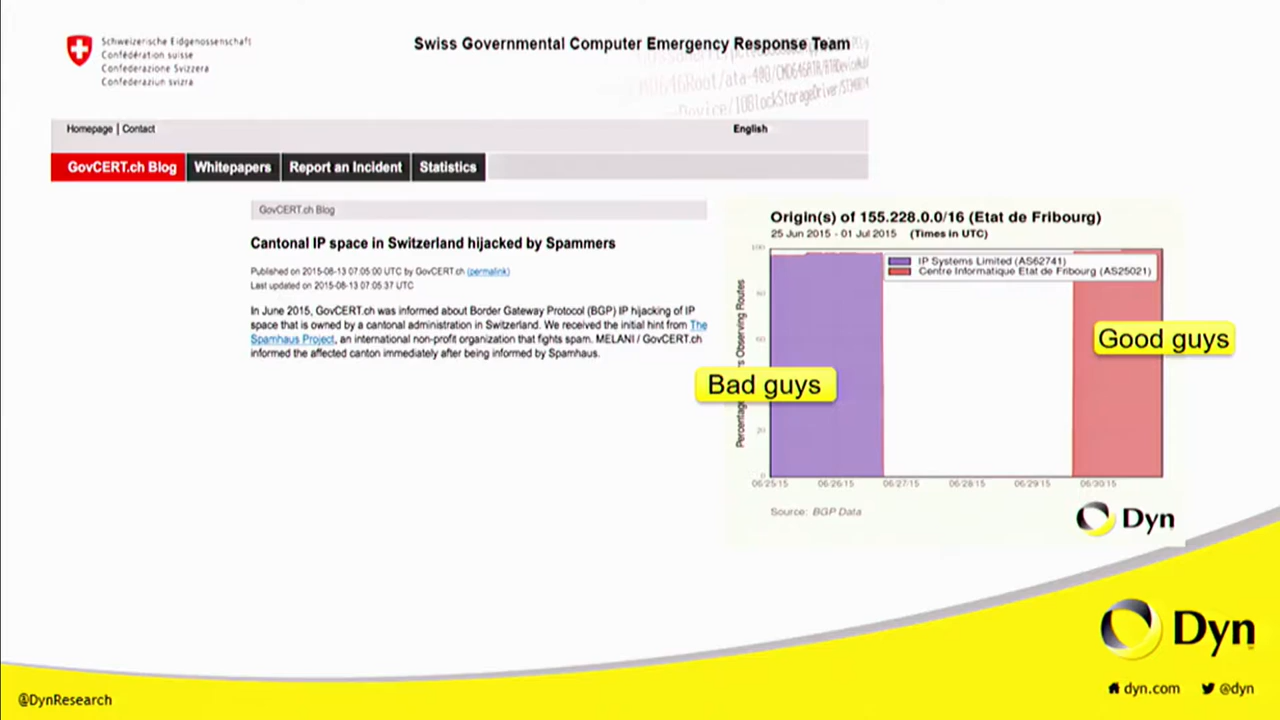 Schweizerische Eidgenossenschaft
Confédération suisse
Confederazione Svizzera
Confederaziun svizra
Swiss Governmental Computer Emergency Response Team
Homepage | Contact
English
GovCERT.ch Blog
Whitepapers
Report an Incident
Statistics
GovCERT.ch Blog
Cantonal IP space in Switzerland hijacked by Spammers
Published on 2015-08-13 07:05:00 UTC by GovCERT.ch (permalink)
Last updated on 2015-08-13 07:05:37 UTC
In June 2015, GovCERT.ch was informed about Border Gateway Protocol (BGP) IP hijacking of IP
space that is owned by a cantonal administration in Switzerland. We received the initial hint from The
Spamhaus Project, an international non-profit organization that fights spam. MELANI / GovCERT.ch
informed the affected canton immediately after being informed by Spamhaus.
Origin(s) of 155.228.0.0/16 (Etat de Fribourg)
25 Jun 2015 - 01 Jul 2015 (Times in UTC)
IP Systems Limited (AS62741)
Centre Informatique Etat de Fribourg (AS25021)
100
80
60
20
0
Observing Routes
Percentage
Bad guys
Good guys
06/25/15
06/26/15
06/27/15
06/28/15
06/29/15
06/30/15
Source: BGP Data
Dyn
Dyn
@DynResearch
dyn.com
@dyn